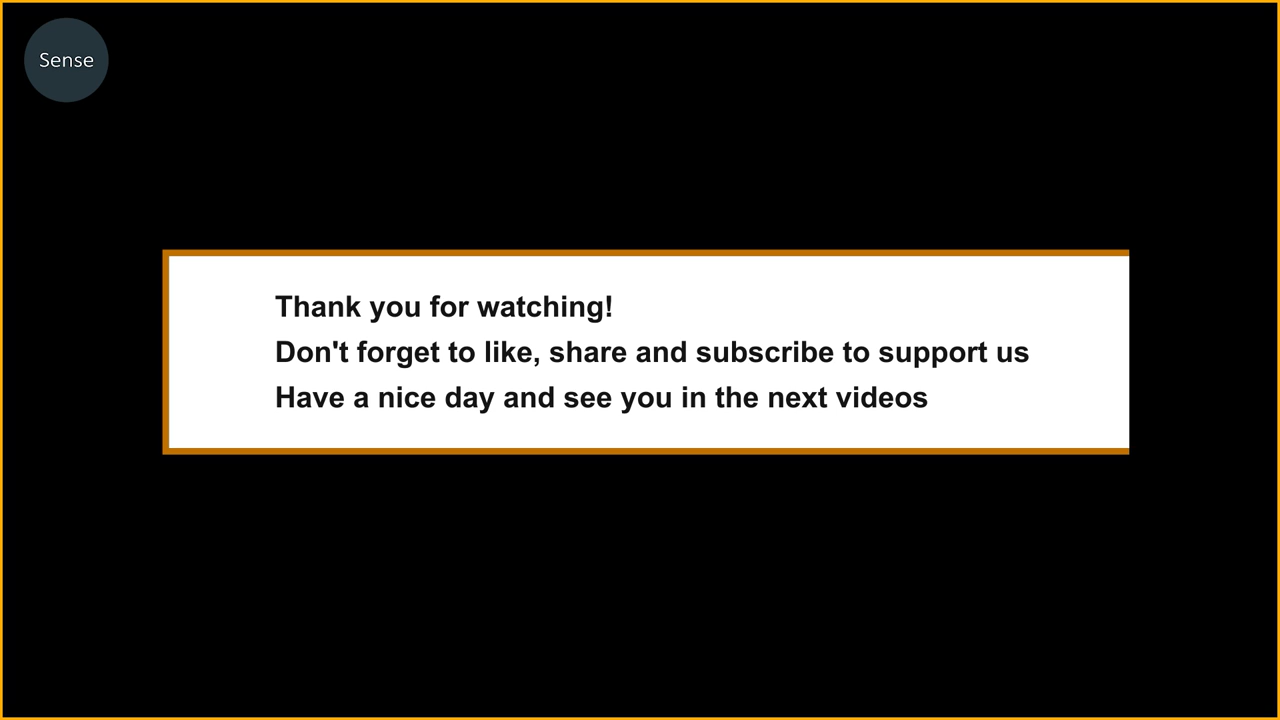 Sense
Thank you for watching!
Don't forget to like, share and subscribe to support us
Have a nice day and see you in the next videos